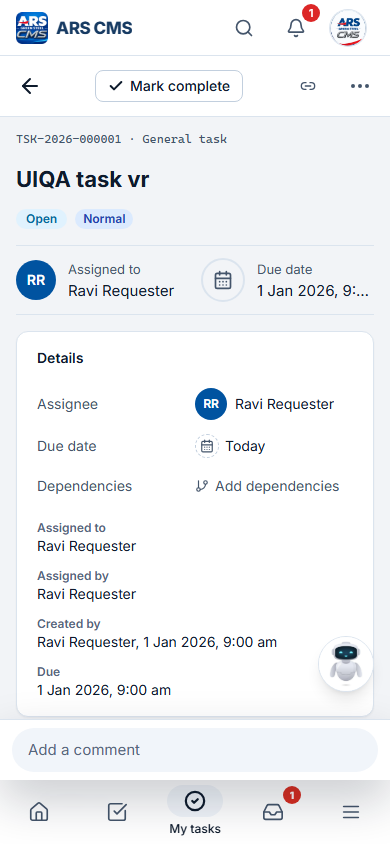 ARS
CMS
ARS CMS
1
ARS
CMS
Mark complete
TSK-2026-000001 · General task
UIQA task vr
Open
Normal
RR
Assigned to
Ravi Requester
Due date
1 Jan 2026, 9:...
Details
Assignee
RR
Ravi Requester
Due date
Today
Dependencies
Add dependencies
Assigned to
Ravi Requester
Assigned by
Ravi Requester
Created by
Ravi Requester, 1 Jan 2026, 9:00 am
Due
1 Jan 2026, 9:00 am
Add a comment
1
My tasks